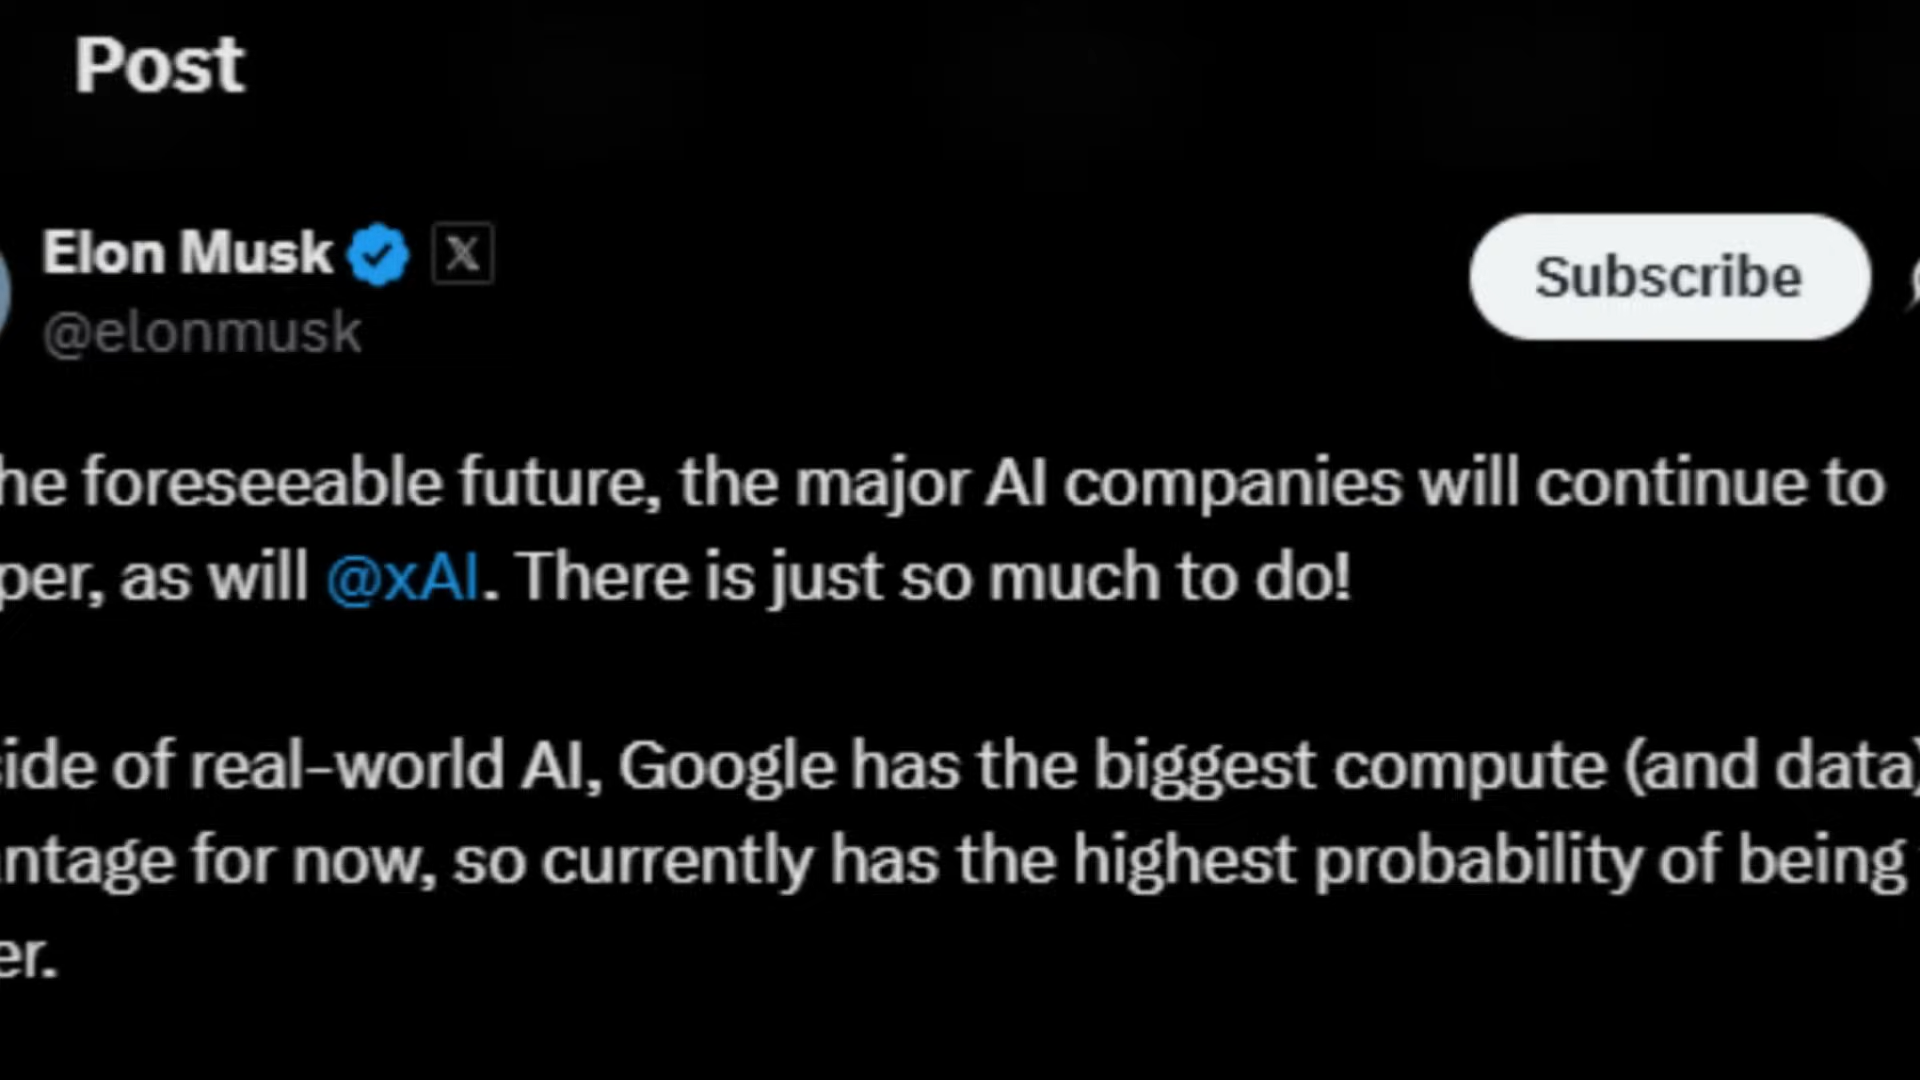 Post
Elon Musk
@elonmusk
Subscribe
he foreseeable future, the major AI companies will continue to
per, as will @xAI. There is just so much to do!
side of real-world AI, Google has the biggest compute (and data)
antage for now, so currently has the highest probability of being
er.